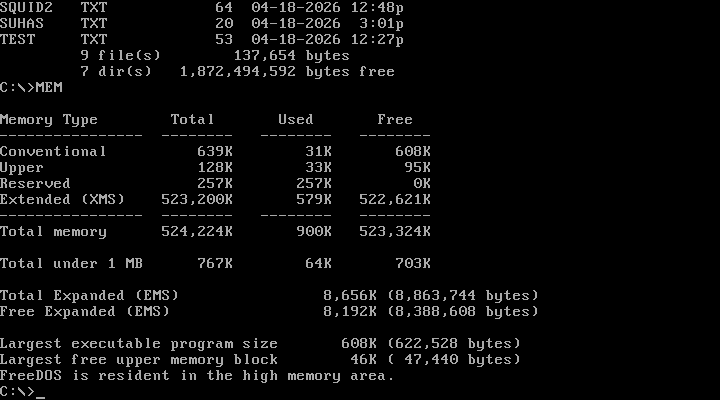 SQUID2   TXT            64  04-18-2026 12:48p
SUHAS    TXT            20  04-18-2026  3:01p
TEST     TXT            53  04-18-2026 12:27p
         9 file(s)        137,654 bytes
         7 dir(s)   1,872,494,592 bytes free
C:\>MEM
Memory Type         Total       Used       Free
----------------  --------   --------   --------
Conventional          639K        31K       608K
Upper                 128K        33K        95K
Reserved              257K       257K         0K
Extended (XMS)    523,200K       579K   522,621K
----------------  --------   --------   --------
Total memory      524,224K       900K   523,324K
Total under 1 MB      767K        64K       703K
Total Expanded (EMS)                8,656K (8,863,744 bytes)
Free Expanded (EMS)                 8,192K (8,388,608 bytes)
Largest executable program size       608K (622,528 bytes)
Largest free upper memory block        46K ( 47,440 bytes)
FreeDOS is resident in the high memory area.
C:\>_